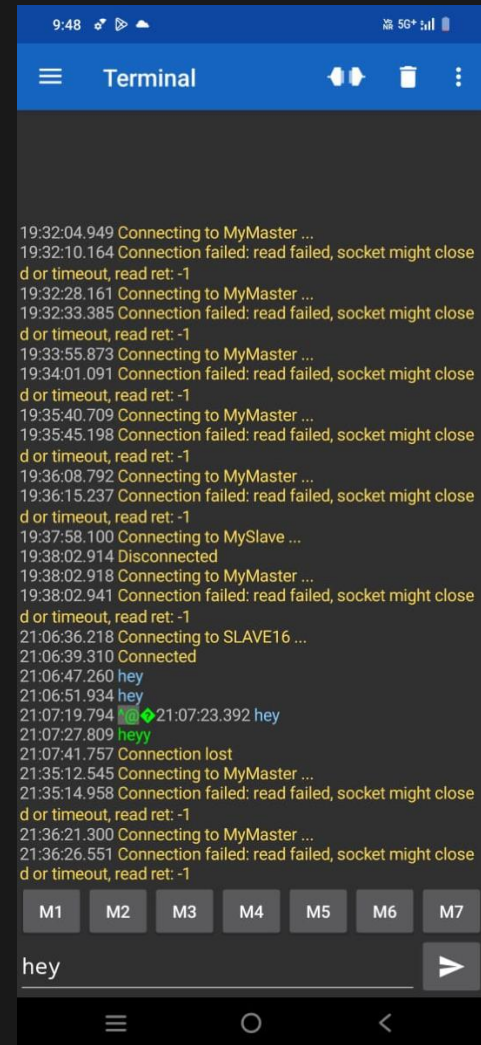 9:48
Vo NR 5G+
Terminal
19:32:04.949 Connecting to MyMaster ...
19:32:10.164 Connection failed: read failed, socket might close
d or timeout, read ret: -1
19:32:28.161 Connecting to MyMaster ...
19:32:33.385 Connection failed: read failed, socket might close
d or timeout, read ret: -1
19:33:55.873 Connecting to MyMaster ...
19:34:01.091 Connection failed: read failed, socket might close
d or timeout, read ret: -1
19:35:40.709 Connecting to MyMaster ...
19:35:45.198 Connection failed: read failed, socket might close
d or timeout, read ret: -1
19:36:08.792 Connecting to MyMaster ...
19:36:15.237 Connection failed: read failed, socket might close
d or timeout, read ret: -1
19:37:58.100 Connecting to MySlave ...
19:38:02.914 Disconnected
19:38:02.918 Connecting to MyMaster ...
19:38:02.941 Connection failed: read failed, socket might close
d or timeout, read ret: -1
21:06:36.218 Connecting to SLAVE16 ...
21:06:39.310 Connected
21:06:47.260 hey
21:06:51.934 hey
21:07:19.794 ^@�21:07:23.392 hey
21:07:27.809 heyy
21:07:41.757 Connection lost
21:35:12.545 Connecting to MyMaster ...
21:35:14.958 Connection failed: read failed, socket might close
d or timeout, read ret: -1
21:36:21.300 Connecting to MyMaster ...
21:36:26.551 Connection failed: read failed, socket might close
d or timeout, read ret: -1
M1 M2 M3 M4 M5 M6 M7
hey